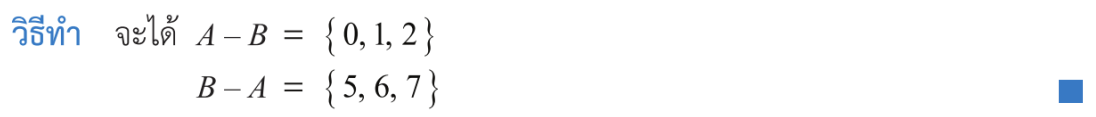 วิธีทำ จะได้ A – B = { 0, 1, 2 }
B – A = { 5, 6, 7 }